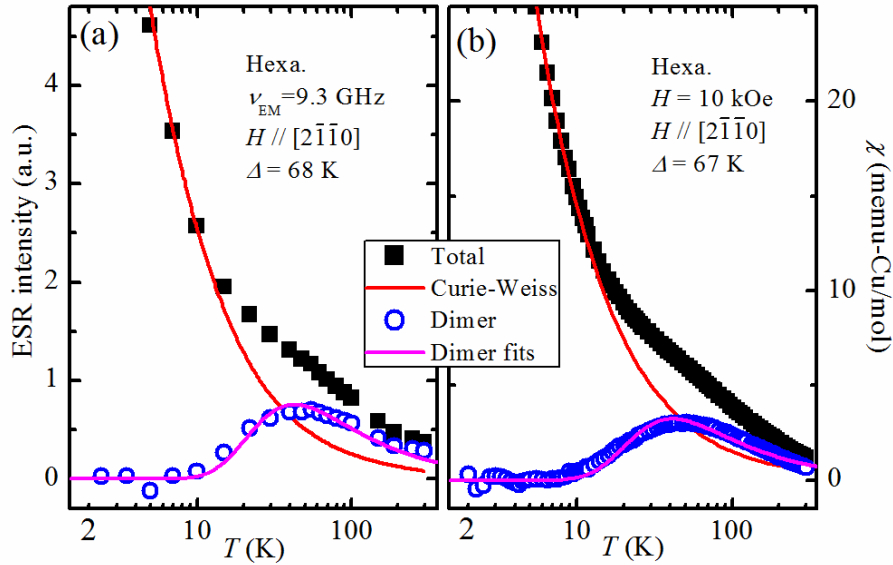 (a)
Hexa.
ν_EM=9.3 GHz
H // [21̄1̄0]
Δ = 68 K
ESR intensity (a.u.)
4
3
2
1
0
2
10
100
T (K)
(b)
Hexa.
H = 10 kOe
H // [21̄1̄0]
Δ = 67 K
20
10
0
χ (memu-Cu/mol)
2
10
100
T (K)
Total
Curie-Weiss
Dimer
Dimer fits